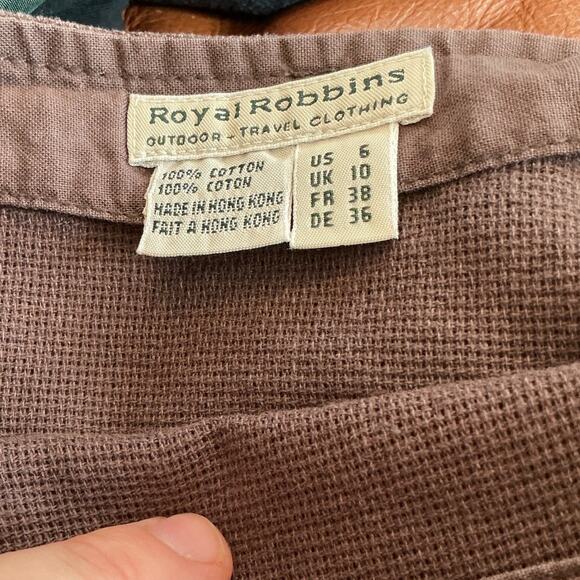 Royal Robbins
OUTDOOR - TRAVEL CLOTHING
100% COTTON
100% COTON
MADE IN HONG KONG
FAIT A HONG KONG
US 6
UK 10
FR 38
DE 36